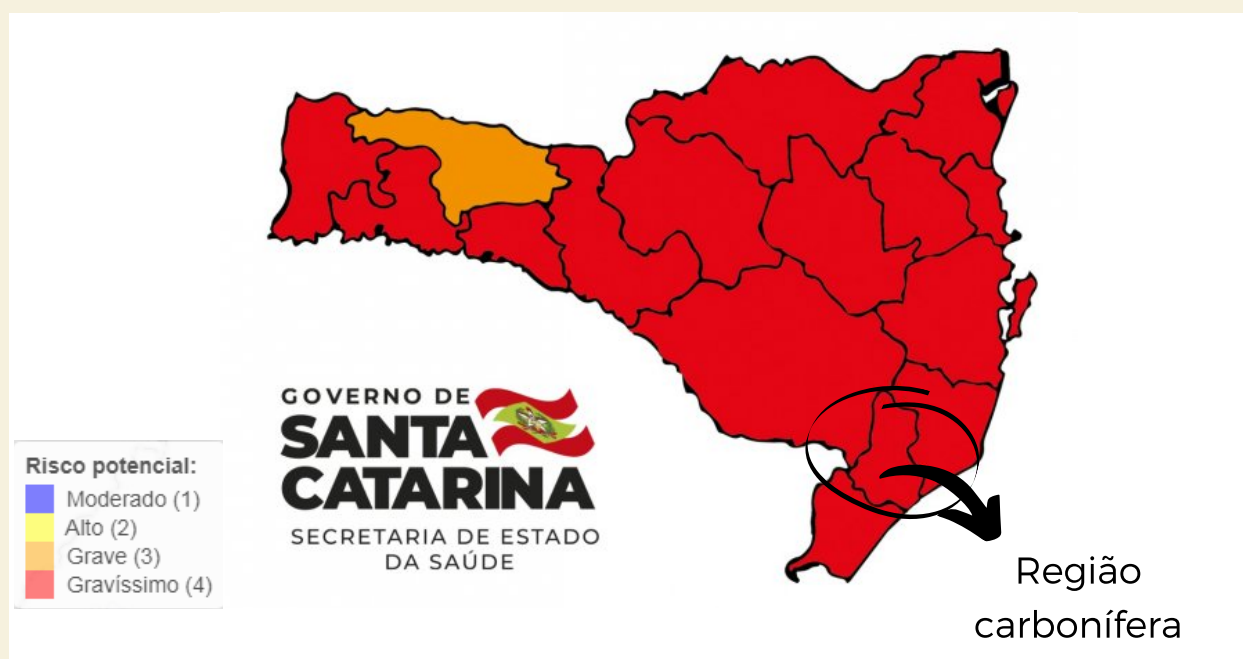 GOVERNO DE
SANTA
CATARINA
SECRETARIA DE ESTADO
DA SAÚDE
Risco potencial:
Moderado (1)
Alto (2)
Grave (3)
Gravíssimo (4)
Região
carbonífera